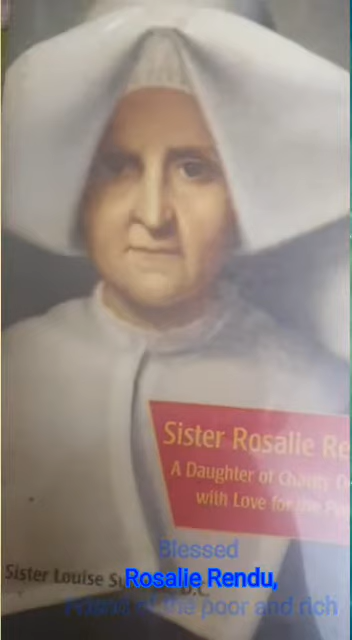 Sister Rosalie Re
A Daughter of Charity
with Love for the
Blessed
Sister Louise
Rosalie Rendu,
D.C.
of the poor and rich